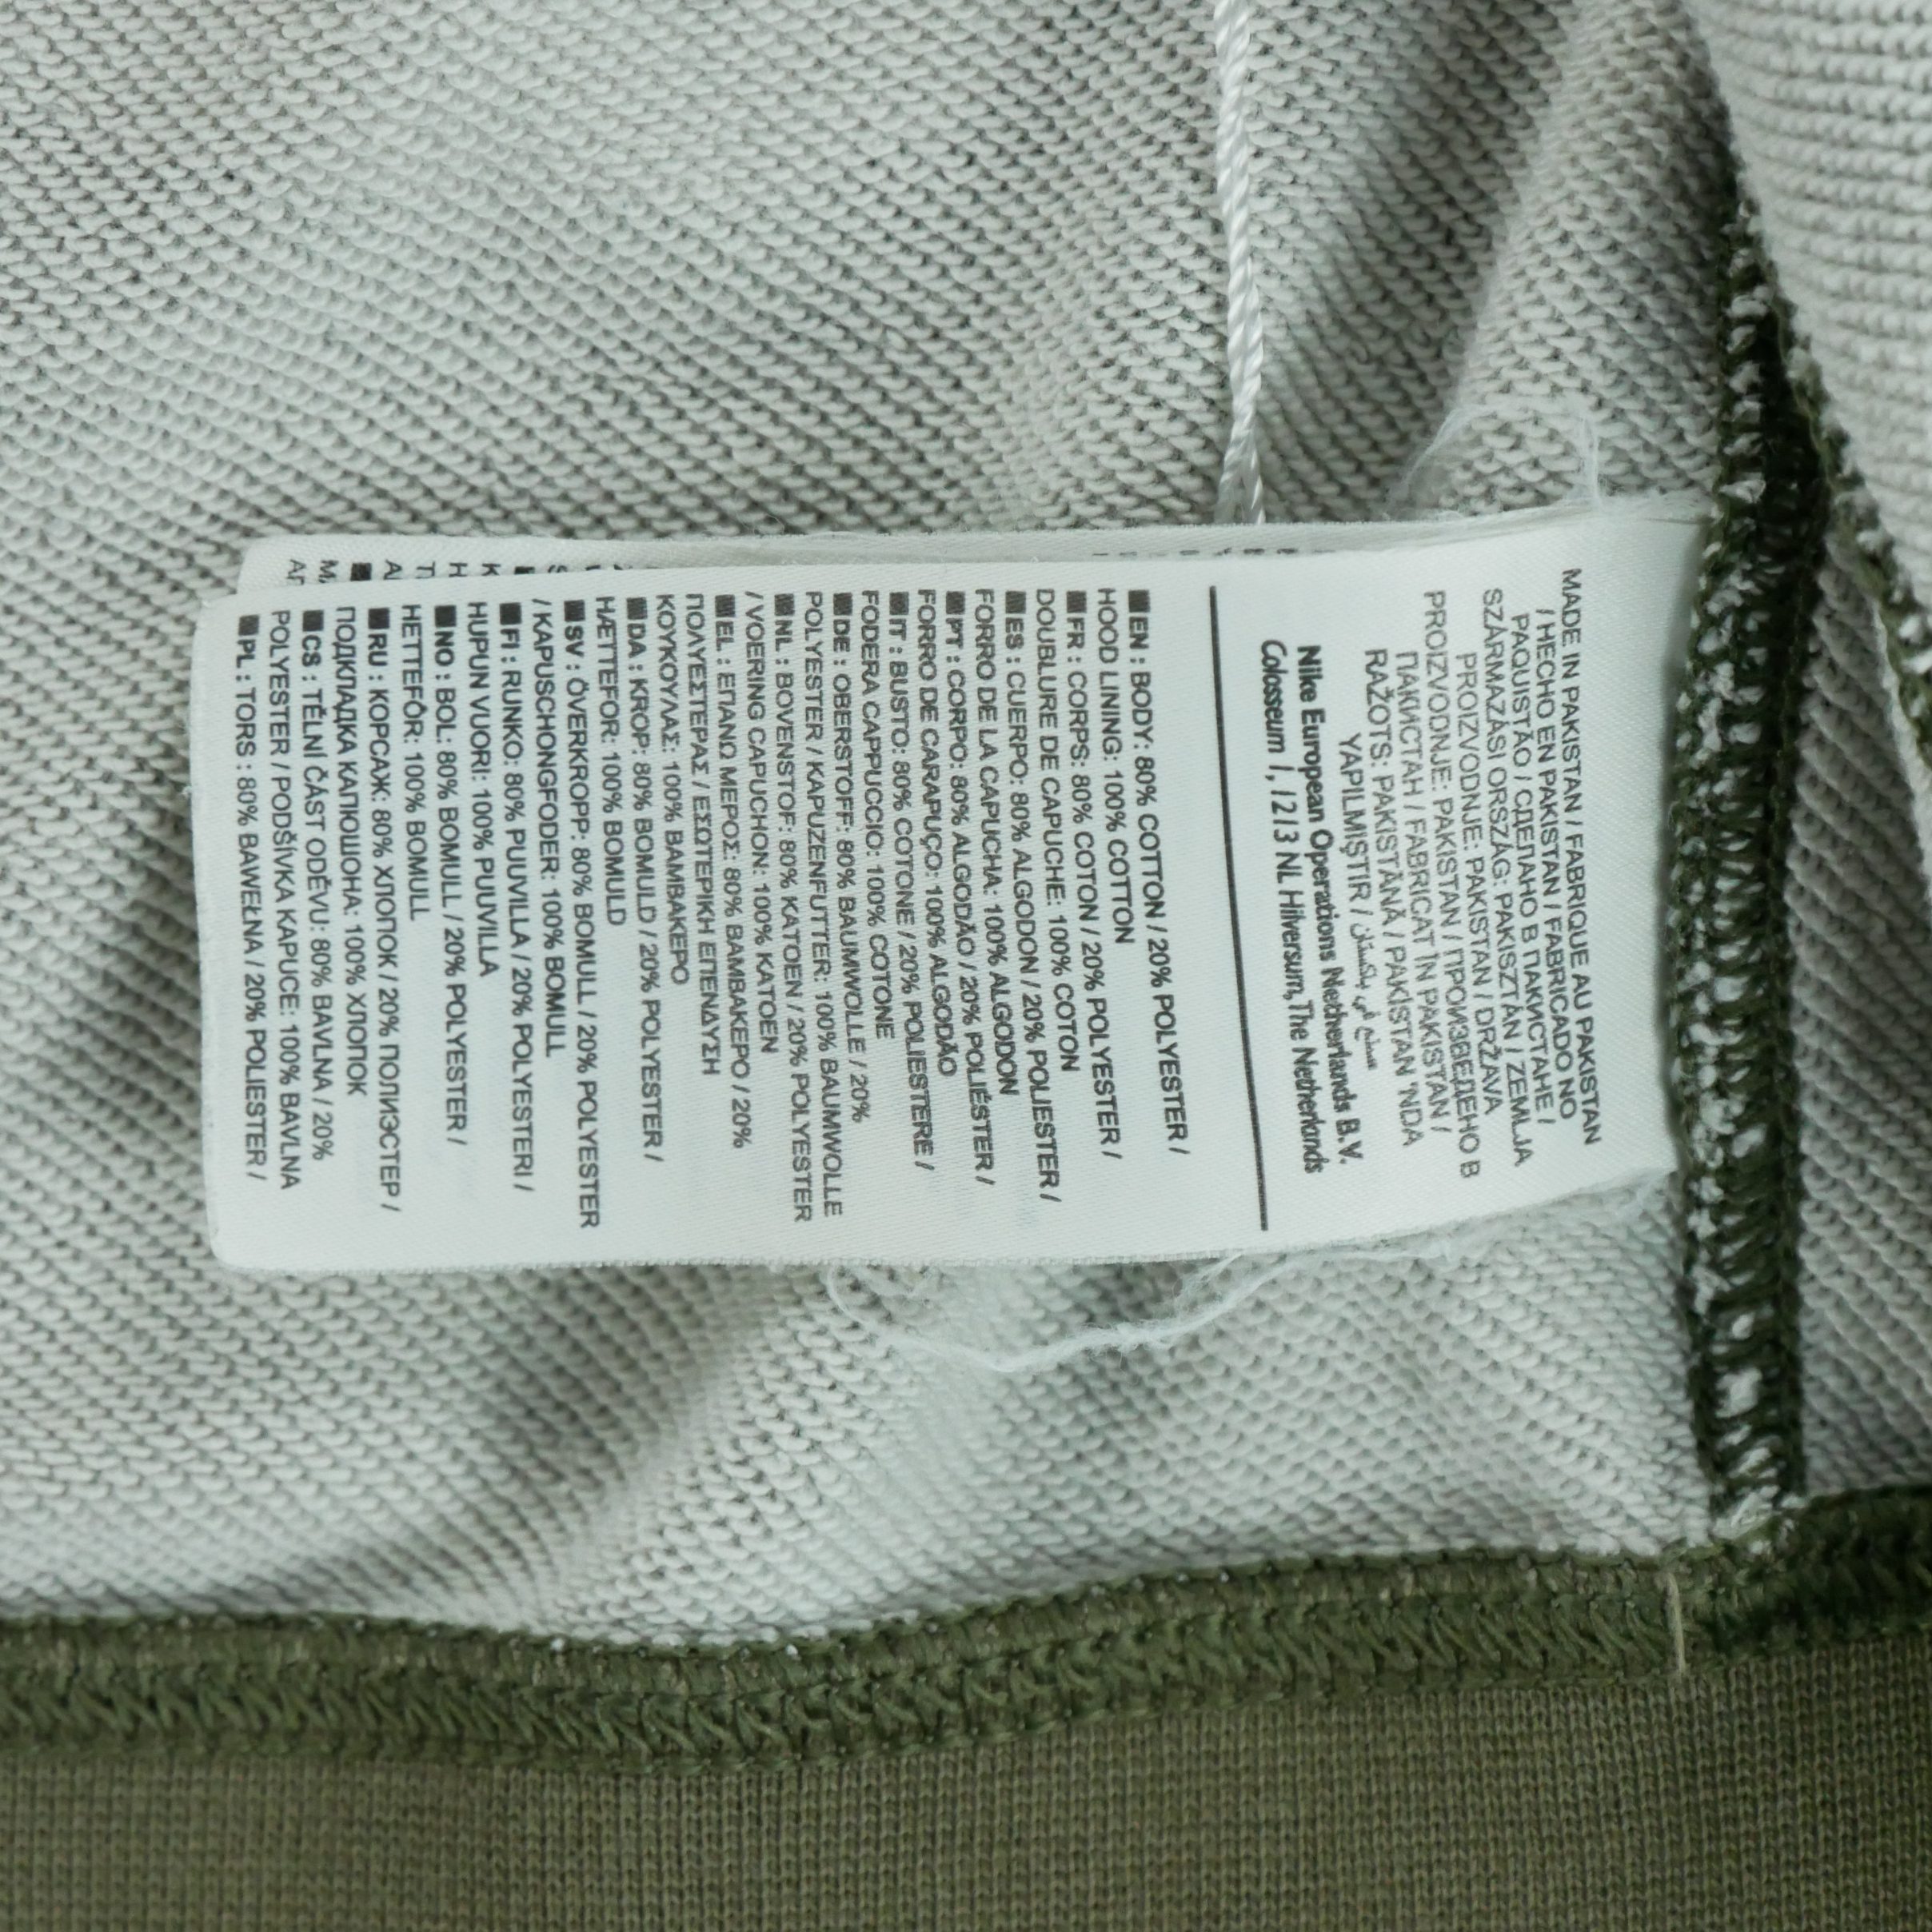 MADE IN PAKISTAN / FABRIQUE AU PAKISTAN
/ HECHO EN PAKISTAN / FABRICADO NO
PAQUISTÃO / СДЕЛАНО В ПАКИСТАНЕ /
SZÁRMAZÁSI ORSZÁG: PAKISZTÁN / ZEMLJA
PROIZVODNJE: PAKISTAN / DRŽAVA
PROIZVODNJE: PAKISTAN / ПРОИЗВЕДЕНО В
ПАКИСТАН / FABRICAT ÎN PAKISTAN /
RAŽOTS: PAKISTĀNĀ / PAKİSTAN 'NDA
YAPILMIŞTIR / صنع في باكستان
Nike European Operations Netherlands B.V.
Colosseum 1, 1213 NL Hilversum, The Netherlands
EN : BODY: 80% COTTON / 20% POLYESTER /
HOOD LINING: 100% COTTON
FR : CORPS: 80% COTON / 20% POLYESTER /
DOUBLURE DE CAPUCHE: 100% COTON
ES : CUERPO: 80% ALGODON / 20% POLIESTER /
FORRO DE LA CAPUCHA: 100% ALGODON
PT : CORPO: 80% ALGODÃO / 20% POLIÉSTER /
FORRO DE CARAPUÇO: 100% ALGODÃO
IT : BUSTO: 80% COTONE / 20% POLIESTERE /
FODERA CAPPUCCIO: 100% COTONE
DE : OBERSTOFF: 80% BAUMWOLLE / 20%
POLYESTER / KAPUZENFUTTER: 100% BAUMWOLLE
NL : BOVENSTOF: 80% KATOEN / 20% POLYESTER
/ VOERING CAPUCHON: 100% KATOEN
EL : ΕΠΑΝΩ ΜΕΡΟΣ: 80% ΒΑΜΒΑΚΕΡΟ / 20%
ΠΟΛΥΕΣΤΕΡΑΣ / ΕΣΩΤΕΡΙΚΗ ΕΠΕΝΔΥΣΗ
ΚΟΥΚΟΥΛΑΣ: 100% ΒΑΜΒΑΚΕΡΟ
DA : KROP: 80% BOMULD / 20% POLYESTER /
HÆTTEFOR: 100% BOMULD
SV : ÖVERKROPP: 80% BOMULL / 20% POLYESTER
/ KAPUSCHONGFODER: 100% BOMULL
FI : RUNKO: 80% PUUVILLA / 20% POLYESTERI /
HUPUN VUORI: 100% PUUVILLA
NO : BOL: 80% BOMULL / 20% POLYESTER /
HETTEFÔR: 100% BOMULL
RU : КОРСАЖ: 80% ХЛОПОК / 20% ПОЛИЭСТЕР /
ПОДКЛАДКА КАПЮШОНА: 100% ХЛОПОК
CS : TĚLNÍ ČÁST ODĚVU: 80% BAVLNA / 20%
POLYESTER / PODŠÍVKA KAPUCE: 100% BAVLNA
PL : TORS : 80% BAWEŁNA / 20% POLIESTER /